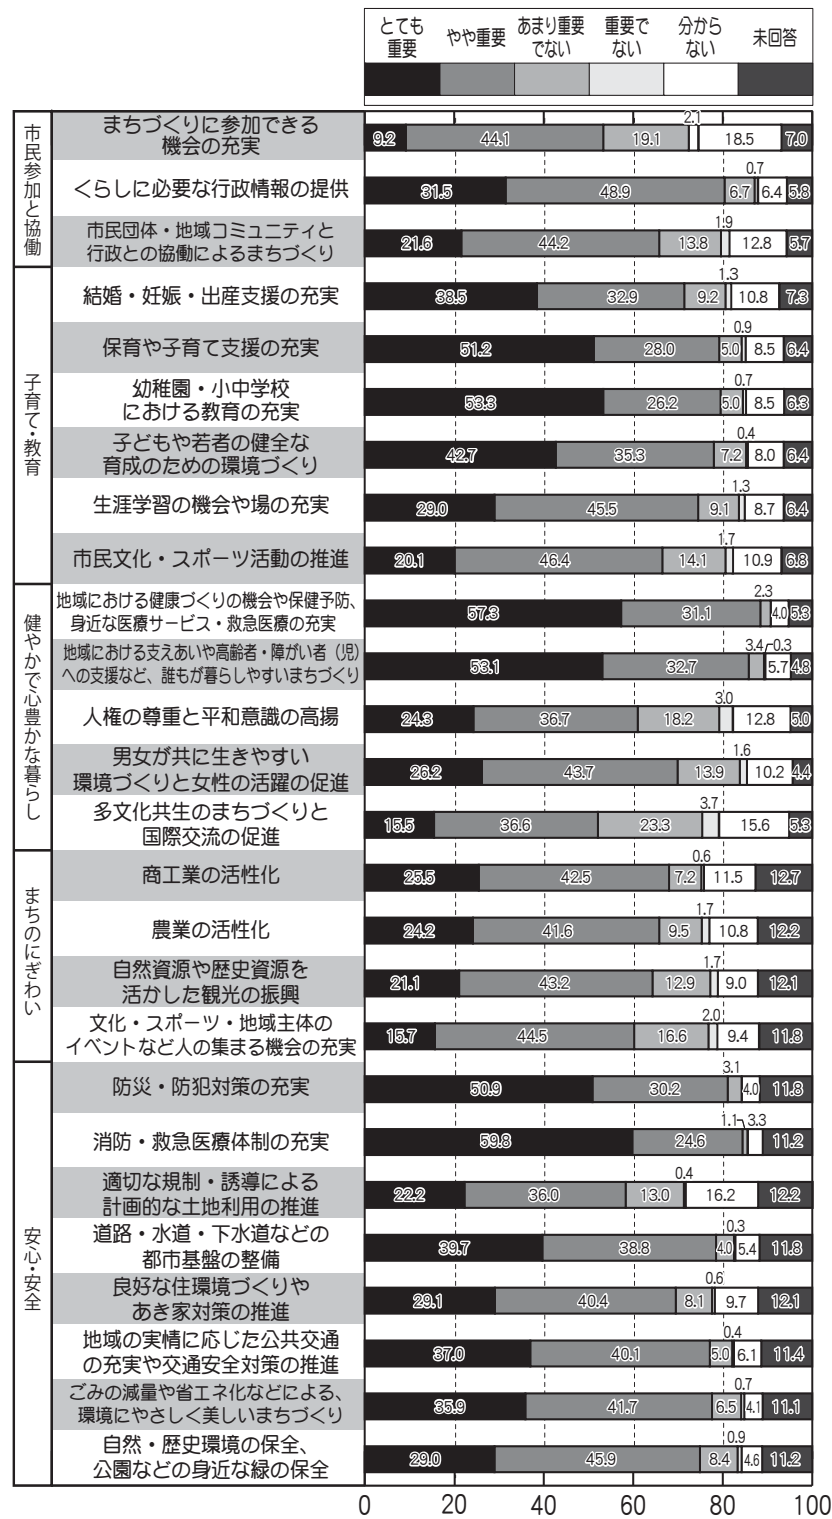 とても
重要
やや重要
あまり重要
でない
重要で
ない
分から
ない
未回答
市民参加と協働
まちづくりに参加できる
機会の充実
9.2 44.1 19.1 2.1 18.5 7.0
くらしに必要な行政情報の提供
31.5 48.9 6.7 0.7 6.4 5.8
市民団体・地域コミュニティと
行政との協働によるまちづくり
21.6 44.2 13.8 1.9 12.8 5.7
子育て・教育
結婚・妊娠・出産支援の充実
38.5 32.9 9.2 1.3 10.8 7.3
保育や子育て支援の充実
51.2 28.0 5.0 0.9 8.5 6.4
幼稚園・小中学校
における教育の充実
53.3 26.2 5.0 0.7 8.5 6.3
子どもや若者の健全な
育成のための環境づくり
42.7 35.3 7.2 0.4 8.0 6.4
生涯学習の機会や場の充実
29.0 45.5 9.1 1.3 8.7 6.4
市民文化・スポーツ活動の推進
20.1 46.4 14.1 1.7 10.9 6.8
健やかで心豊かな暮らし
地域における健康づくりの機会や保健予防、
身近な医療サービス・救急医療の充実
57.3 31.1 2.3 4.0 5.3
地域における支えあいや高齢者・障がい者（児）
への支援など、誰もが暮らしやすいまちづくり
53.1 32.7 3.4 0.3 5.7 4.8
人権の尊重と平和意識の高揚
24.3 36.7 18.2 3.0 12.8 5.0
男女が共に生きやすい
環境づくりと女性の活躍の促進
26.2 43.7 13.9 1.6 10.2 4.4
多文化共生のまちづくりと
国際交流の促進
15.5 36.6 23.3 3.7 15.6 5.3
まちのにぎわい
商工業の活性化
25.5 42.5 7.2 0.6 11.5 12.7
農業の活性化
24.2 41.6 9.5 1.7 10.8 12.2
自然資源や歴史資源を
活かした観光の振興
21.1 43.2 12.9 1.7 9.0 12.1
文化・スポーツ・地域主体の
イベントなど人の集まる機会の充実
15.7 44.5 16.6 2.0 9.4 11.8
安心・安全
防災・防犯対策の充実
50.9 30.2 3.1 4.0 11.8
消防・救急医療体制の充実
59.8 24.6 1.1 3.3 11.2
適切な規制・誘導による
計画的な土地利用の推進
22.2 36.0 13.0 0.4 16.2 12.2
道路・水道・下水道などの
都市基盤の整備
39.7 38.8 4.0 0.3 5.4 11.8
良好な住環境づくりや
あき家対策の推進
29.1 40.4 8.1 0.6 9.7 12.1
地域の実情に応じた公共交通
の充実や交通安全対策の推進
37.0 40.1 5.0 0.4 6.1 11.4
ごみの減量や省エネ化などによる、
環境にやさしく美しいまちづくり
35.9 41.7 6.5 0.7 4.1 11.1
自然・歴史環境の保全、
公園などの身近な緑の保全
29.0 45.9 8.4 0.9 4.6 11.2
0 20 40 60 80 100